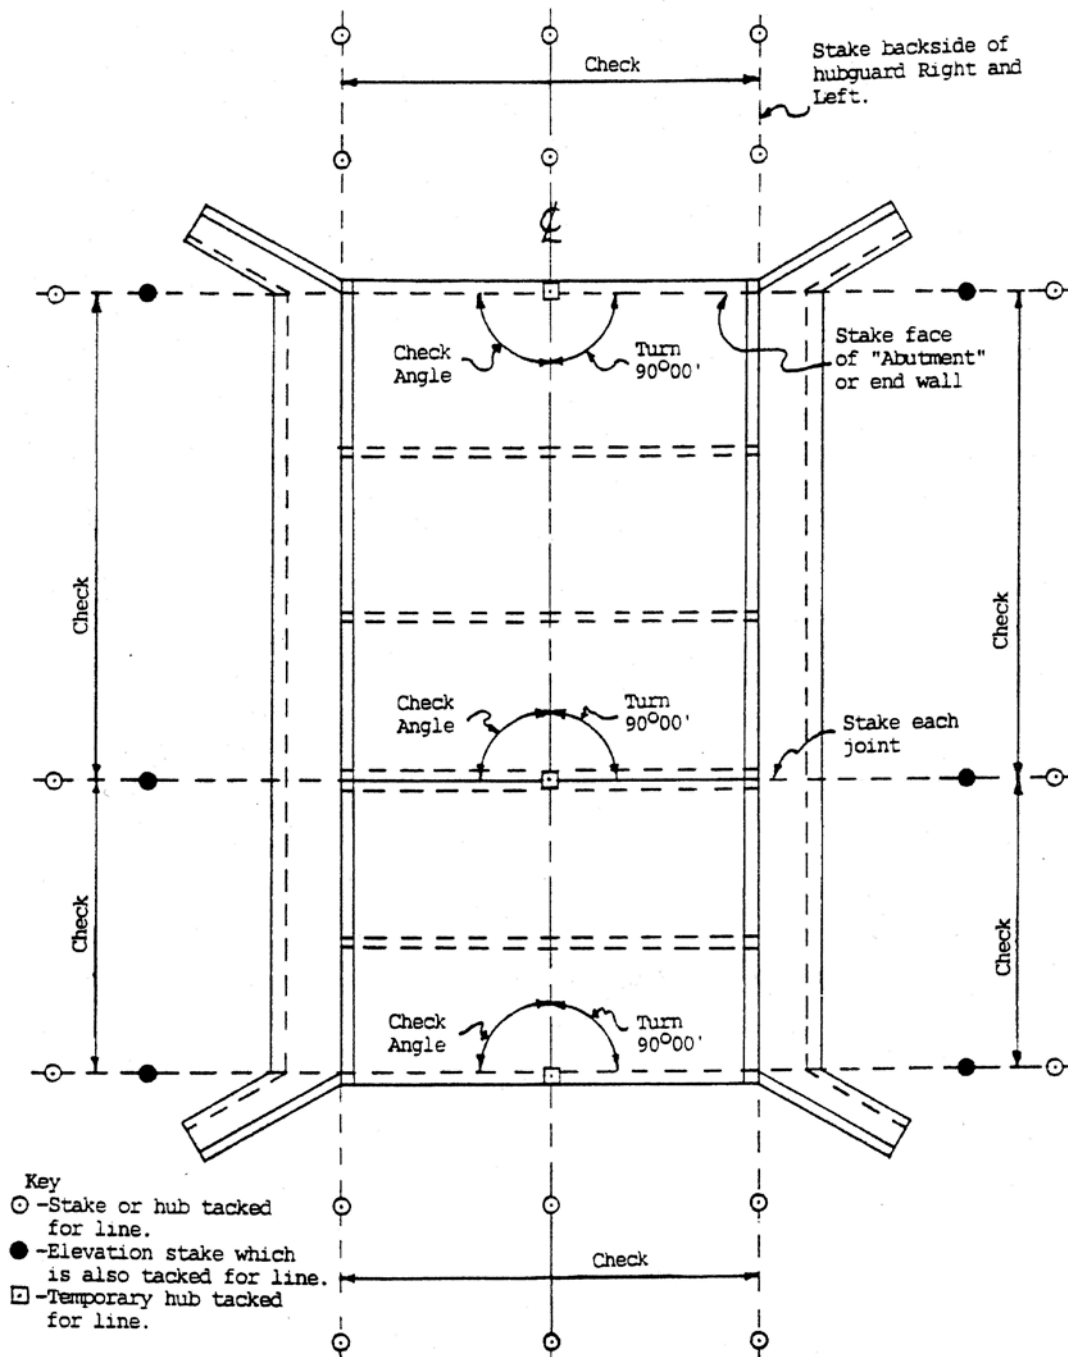 Check
Stake backside of
hubguard Right and
Left.
℄
Check
Angle
Turn
90°00'
Stake face
of "Abutment"
or end wall
Check
Check
Check
Angle
Turn
90°00'
Stake each
joint
Check
Check
Check
Angle
Turn
90°00'
Key
-Stake or hub tacked
for line.
-Elevation stake which
is also tacked for line.
-Temporary hub tacked
for line.
Check